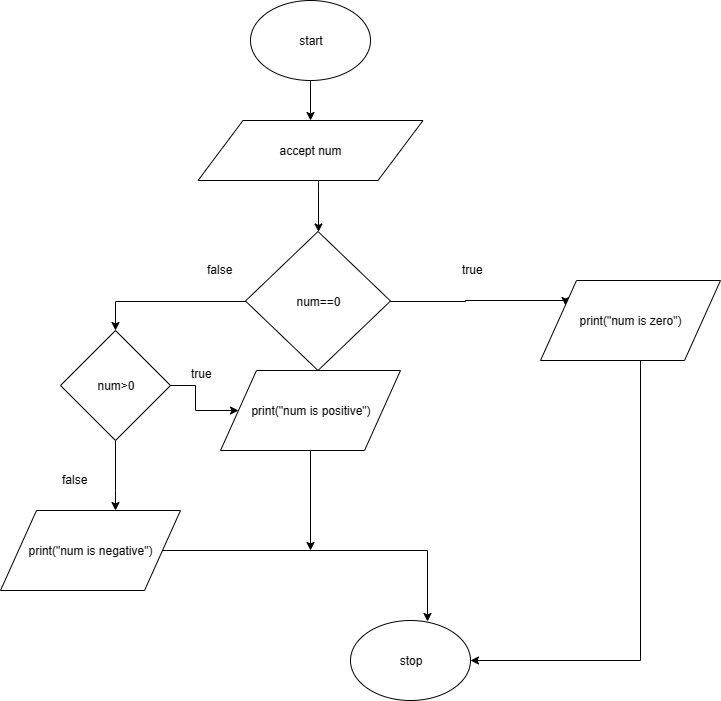 start
accept num
false
true
num==0
print("num is zero")
true
num>0
print("num is positive")
false
print("num is negative")
stop